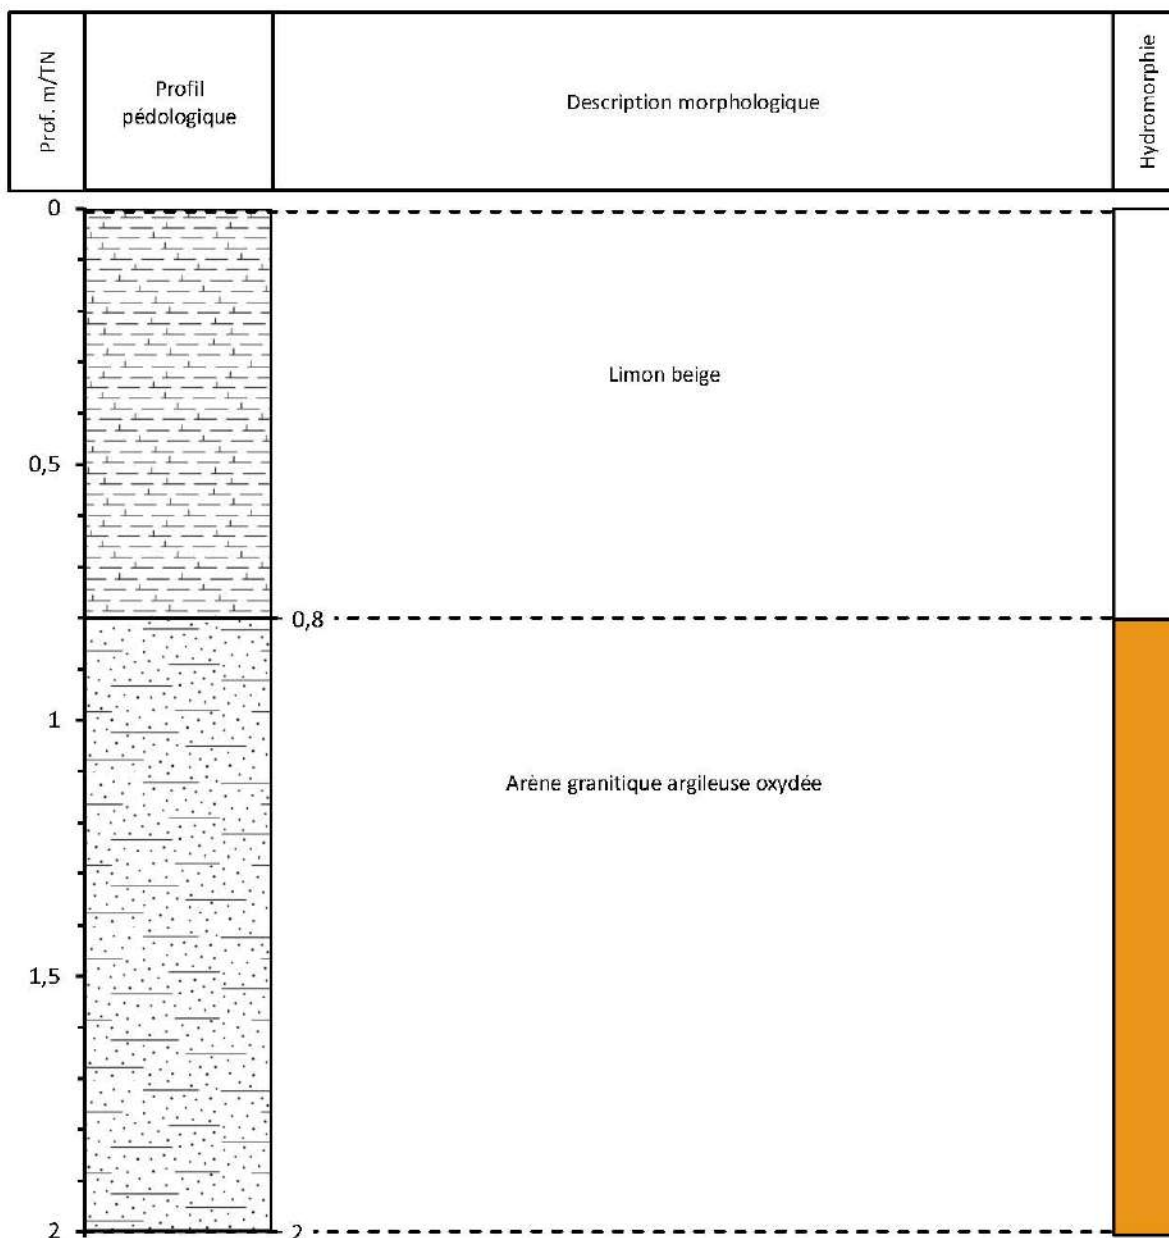 Prof. m/TN
Profil
pédologique
Description morphologique
Hydromorphie
0
Limon beige
0,5
0,8
1
Arène granitique argileuse oxydée
1,5
2
2